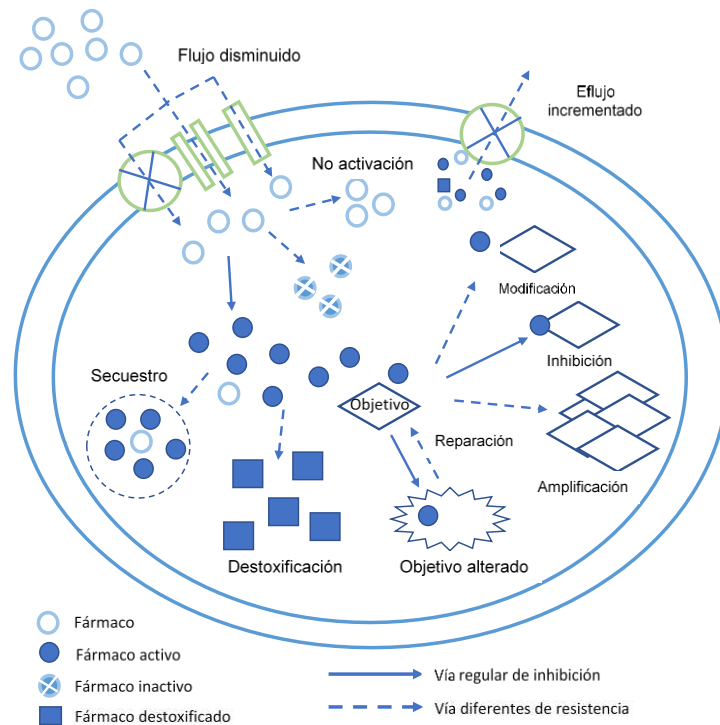 Flujo disminuido
Eflujo
incrementado
No activación
Modificación
Inhibición
Secuestro
Objetivo
Reparación
Amplificación
Destoxificación
Objetivo alterado
Fármaco
Fármaco activo
Fármaco inactivo
Fármaco destoxificado
Vía regular de inhibición
Vía diferentes de resistencia